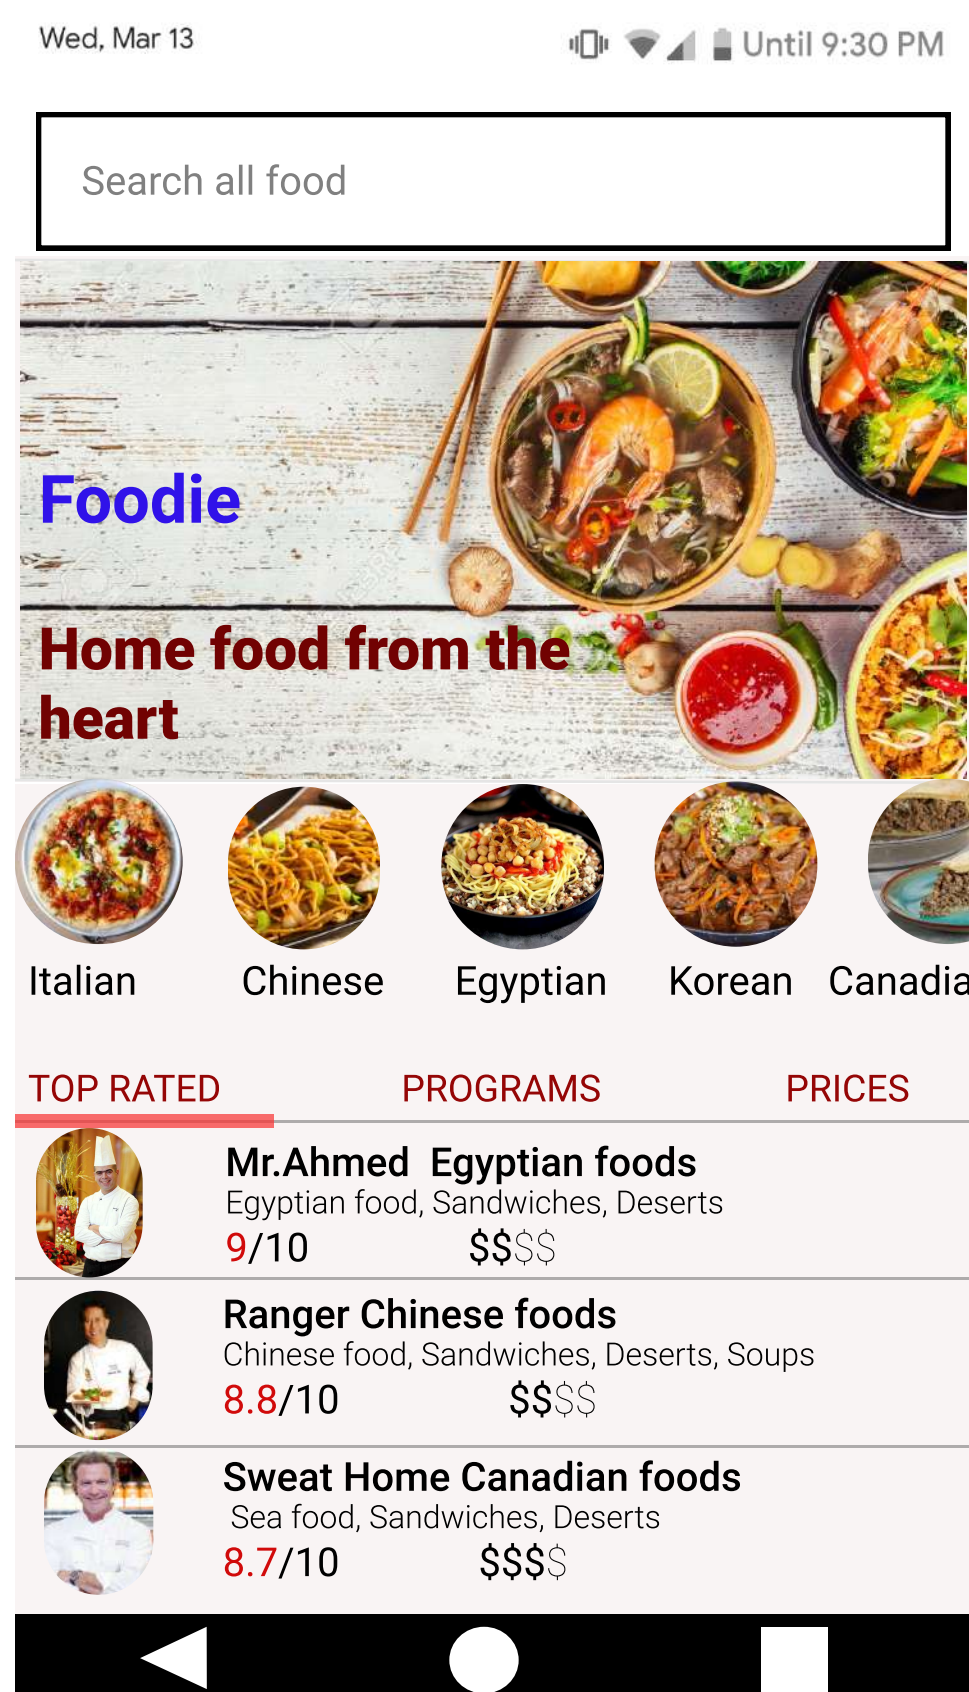 Wed, Mar 13
Until 9:30 PM
Search all food
Foodie
Home food from the
heart
Italian
Chinese
Egyptian
Korean
Canadia
TOP RATED
PROGRAMS
PRICES
Mr.Ahmed Egyptian foods
Egyptian food, Sandwiches, Deserts
9/10 $$$$
Ranger Chinese foods
Chinese food, Sandwiches, Deserts, Soups
8.8/10 $$$$
Sweat Home Canadian foods
Sea food, Sandwiches, Deserts
8.7/10 $$$$